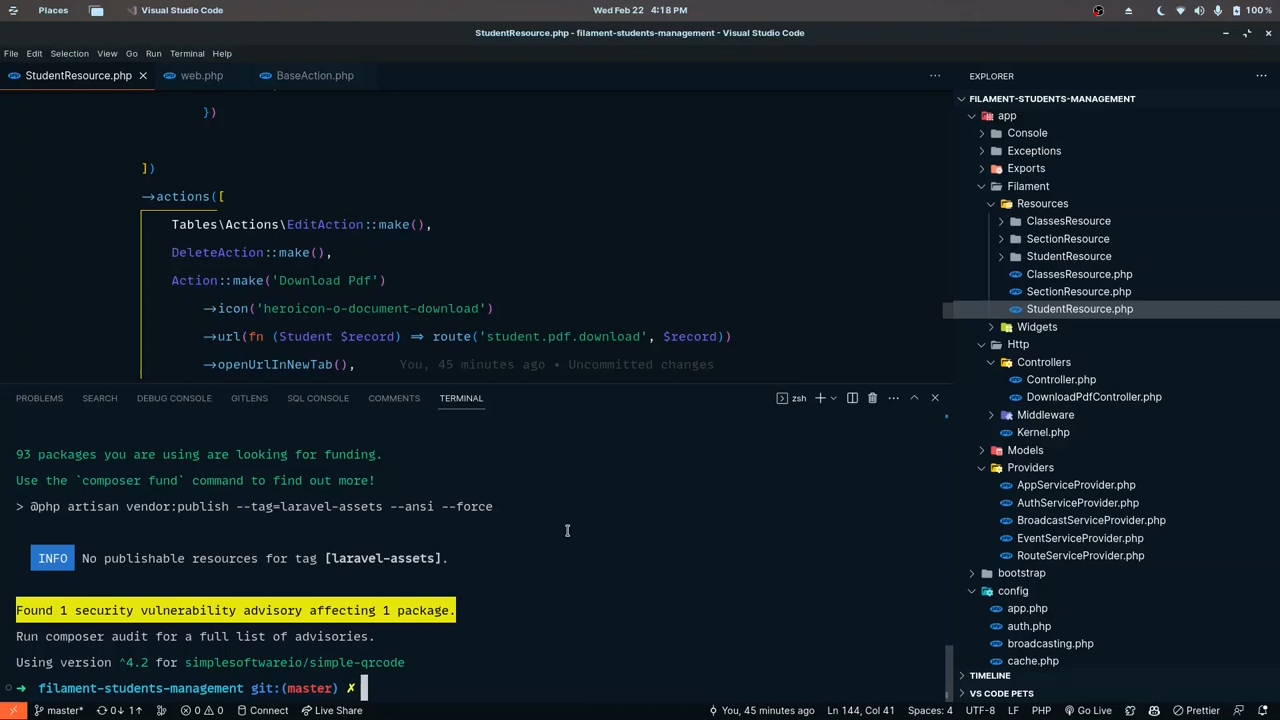 Places
Visual Studio Code
Wed Feb 22 4:18 PM
100%
StudentResource.php - filament-students-management - Visual Studio Code
File Edit Selection View Go Run Terminal Help
StudentResource.php web.php BaseAction.php ···
})
])
->actions([
Tables\Actions\EditAction::make(),
DeleteAction::make(),
Action::make('Download Pdf')
->icon('heroicon-o-document-download')
->url(fn (Student $record) => route('student.pdf.download', $record))
->openUrlInNewTab(), You, 45 minutes ago • Uncommitted changes
PROBLEMS SEARCH DEBUG CONSOLE GITLENS SQL CONSOLE COMMENTS TERMINAL zsh
93 packages you are using are looking for funding.
Use the `composer fund` command to find out more!
> @php artisan vendor:publish --tag=laravel-assets --ansi --force
INFO No publishable resources for tag [laravel-assets].
Found 1 security vulnerability advisory affecting 1 package.
Run composer audit for a full list of advisories.
Using version ^4.2 for simplesoftwareio/simple-qrcode
➜ filament-students-management git:(master) ✗
EXPLORER
FILAMENT-STUDENTS-MANAGEMENT
app
Console
Exceptions
Exports
Filament
Resources
ClassesResource
SectionResource
StudentResource
ClassesResource.php
SectionResource.php
StudentResource.php
Widgets
Http
Controllers
Controller.php
DownloadPdfController.php
Middleware
Kernel.php
Models
Providers
AppServiceProvider.php
AuthServiceProvider.php
BroadcastServiceProvider.php
EventServiceProvider.php
RouteServiceProvider.php
bootstrap
config
app.php
auth.php
broadcasting.php
cache.php
TIMELINE
VS CODE PETS
master* 0↓ 1↑ 0 0 Connect Live Share You, 45 minutes ago Ln 144, Col 41 Spaces: 4 UTF-8 LF PHP Go Live Prettier